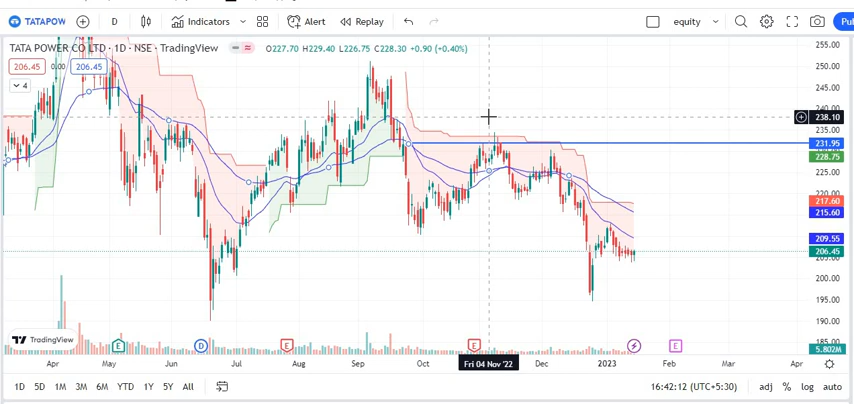 TATAPOW D Indicators Alert Replay equity Pu
TATA POWER CO LTD · 1D · NSE · TradingView O227.70 H229.40 L226.75 C228.30 +0.90 (+0.40%)
206.45 0.00 206.45
4
255.00
250.00
245.00
240.00
238.10
235.00
231.95
228.75
225.00
220.00
217.60
215.60
209.55
206.45
205.00
200.00
195.00
190.00
185.00
5.802M
TradingView
E D E E E
Apr May Jun Jul Aug Sep Oct Fri 04 Nov '22 Dec 2023 Feb Mar Apr
1D 5D 1M 3M 6M YTD 1Y 5Y All 16:42:12 (UTC+5:30) adj % log auto